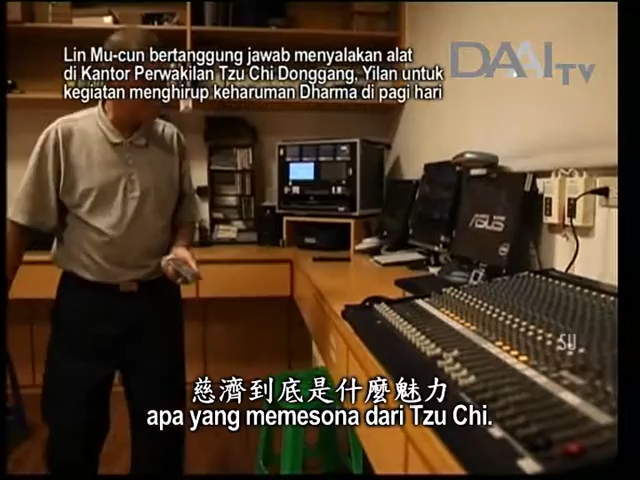 Lin Mu-cun bertanggung jawab menyalakan alat
di Kantor Perwakilan Tzu Chi Donggang, Yilan untuk
kegiatan menghirup keharuman Dharma di pagi hari
DAAI TV
ASUS
SU
慈濟到底是什麼魅力
apa yang memesona dari Tzu Chi.